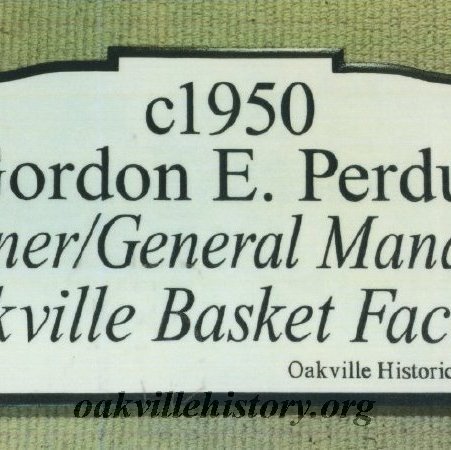 c1950
Gordon E. Perdu
ner/General Mana
kville Basket Fac
Oakville Historic
oakvillehistory.org